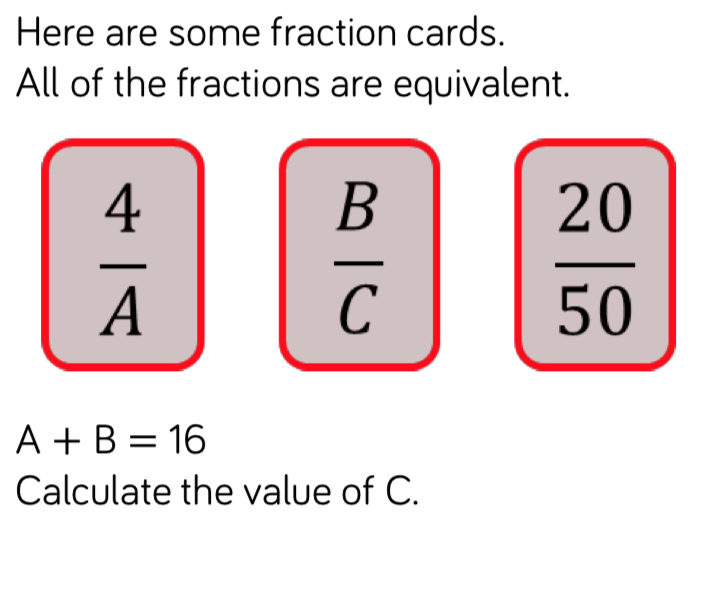 Here are some fraction cards.
All of the fractions are equivalent.
4 B 20
A C 50
A + B = 16
Calculate the value of C.